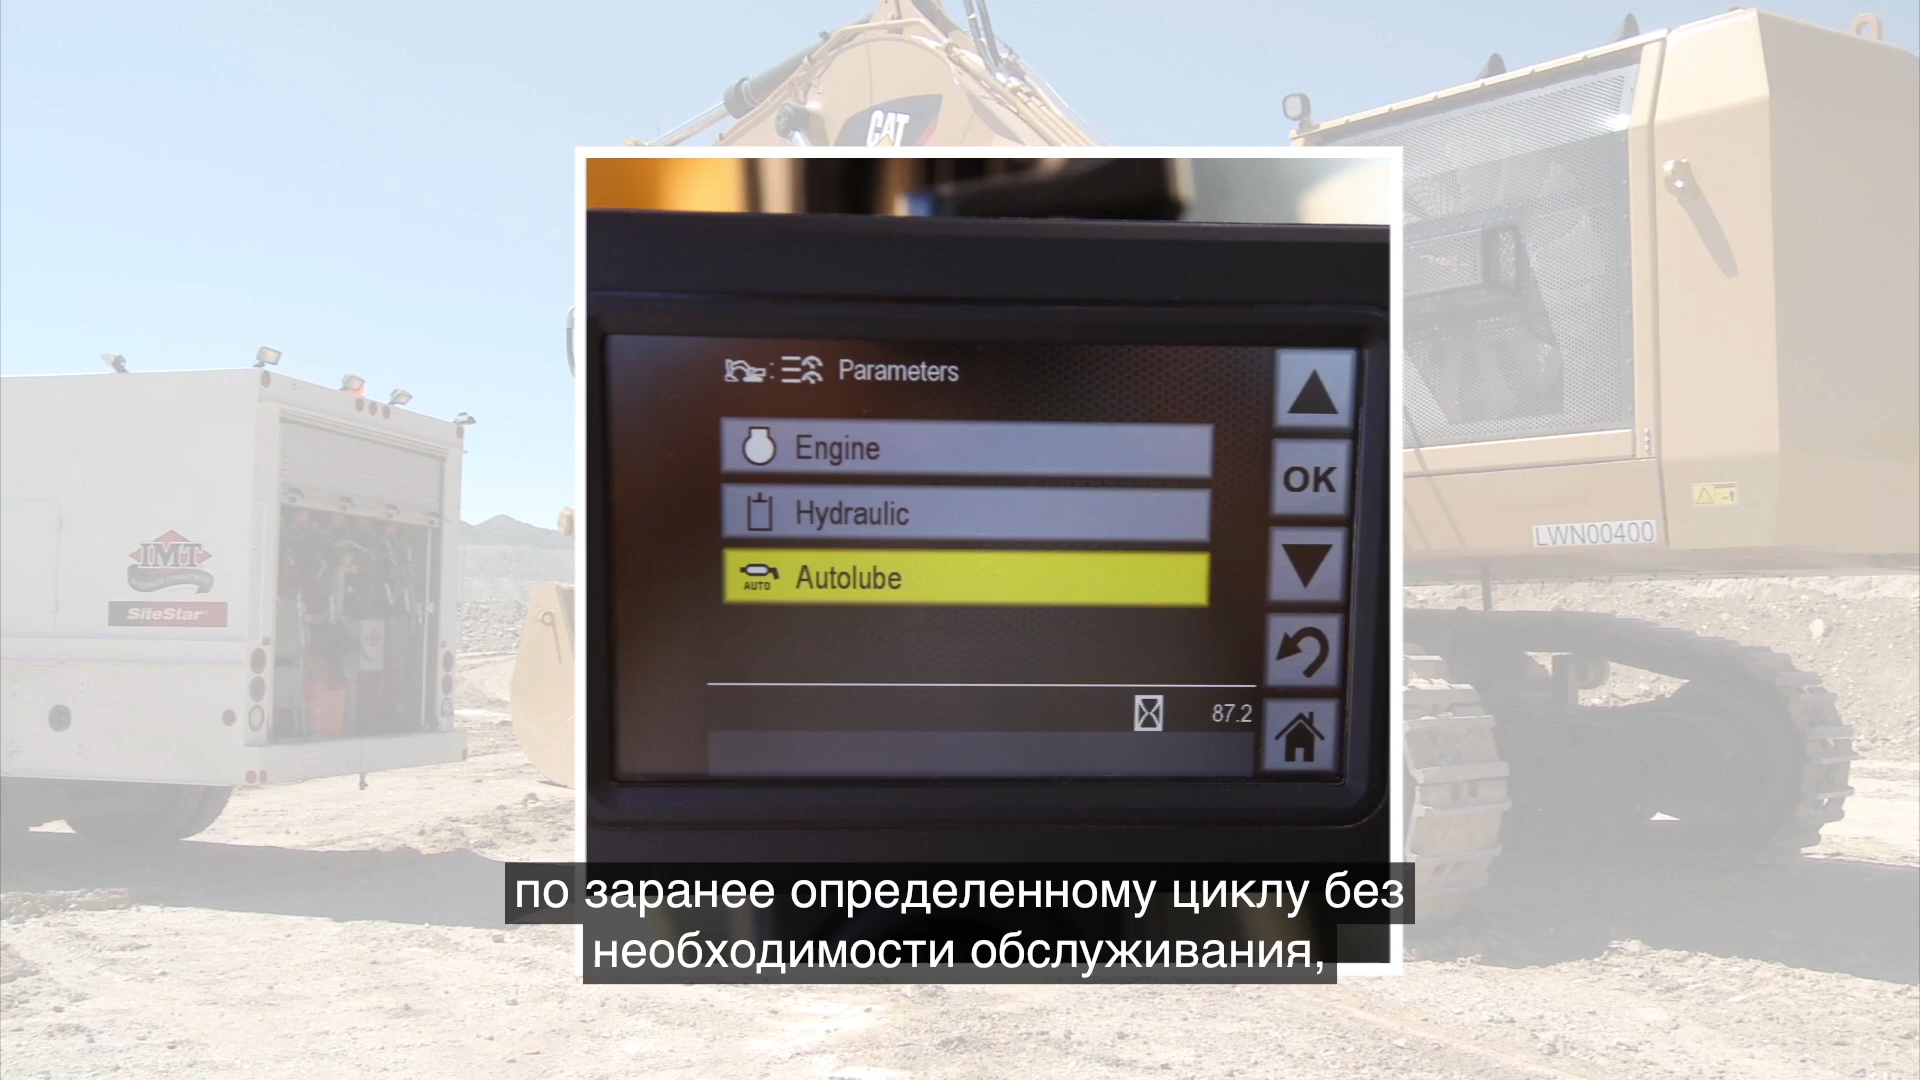 CAT
Parameters
Engine
OK
Hydraulic
AUTO
Autolube
LWN00400
IMT
SiteStar
87.2
по заранее определенному циклу без
необходимости обслуживания,